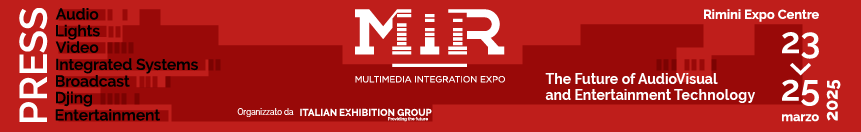 PRESS
Audio
Lights
Video
Integrated Systems
Broadcast
Djing
Entertainment
MIR
MULTIMEDIA INTEGRATION EXPO
Organizzato da ITALIAN EXHIBITION GROUP
Providing the future
Rimini Expo Centre
The Future of AudioVisual
and Entertainment Technology
23
25
marzo
2025